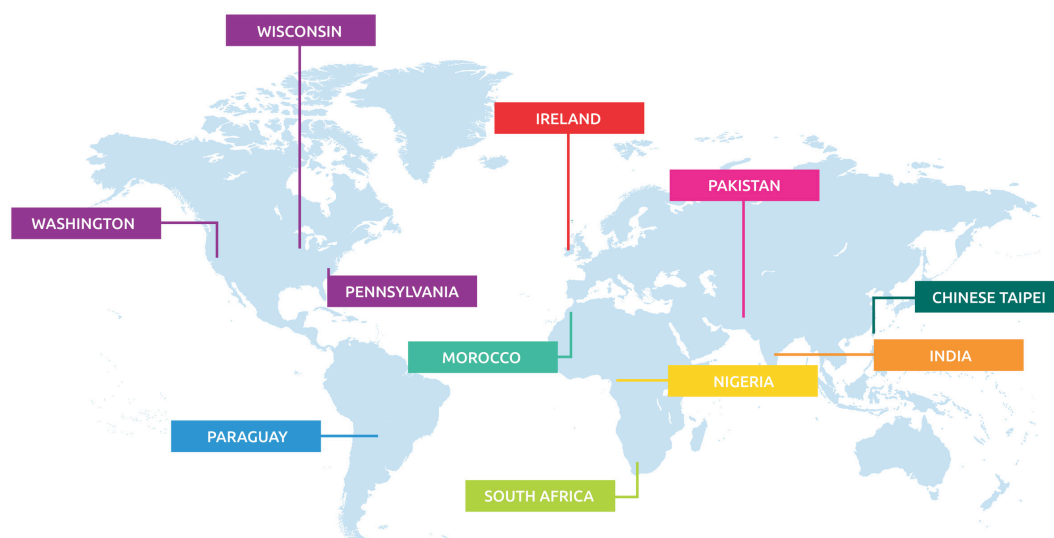 WISCONSIN
IRELAND
PAKISTAN
WASHINGTON
PENNSYLVANIA
CHINESE TAIPEI
MOROCCO
INDIA
NIGERIA
PARAGUAY
SOUTH AFRICA